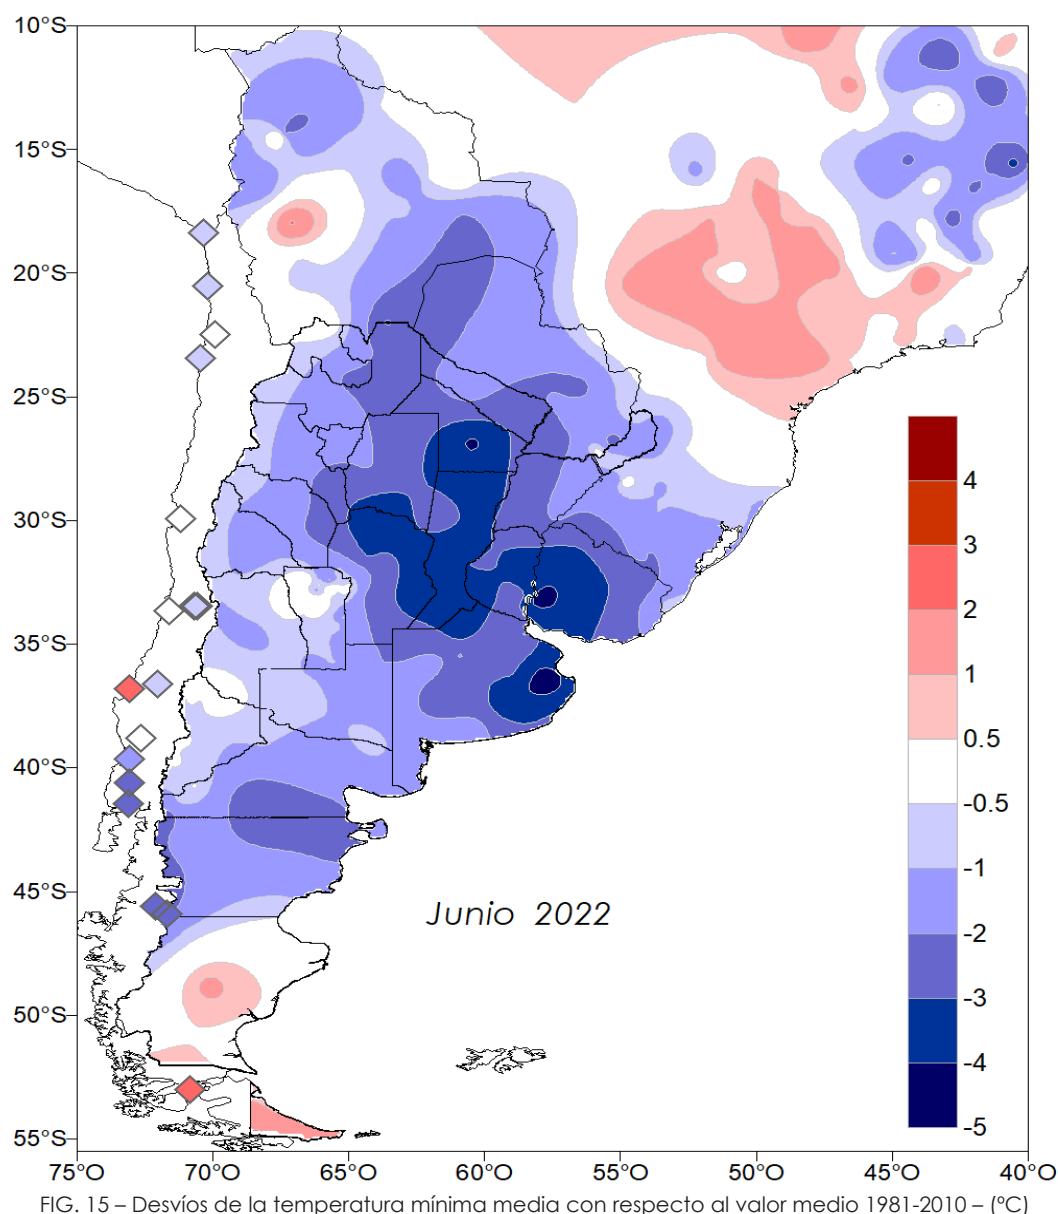 10°S
15°S
20°S
25°S
30°S
35°S
40°S
45°S
50°S
55°S
4
3
2
1
0.5
-0.5
-1
-2
-3
-4
-5
Junio 2022
75°O 70°O 65°O 60°O 55°O 50°O 45°O 40°O
FIG. 15 – Desvíos de la temperatura mínima media con respecto al valor medio 1981-2010 – (ºC)